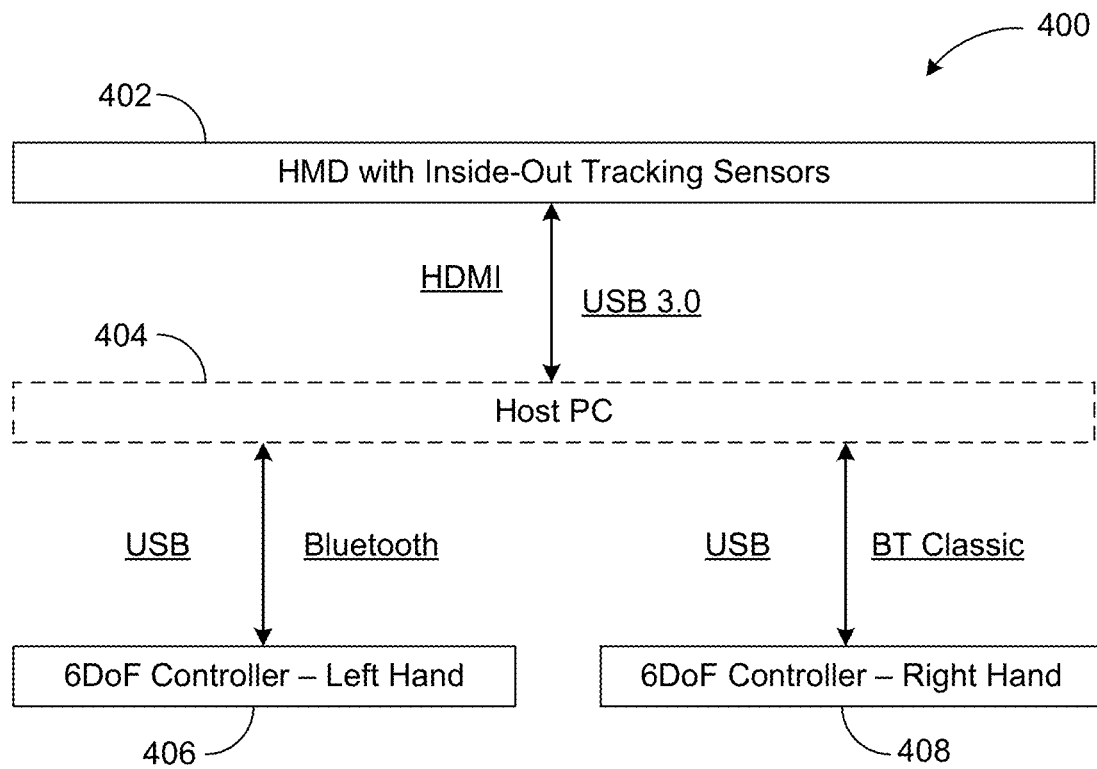 400
402
HMD with Inside-Out Tracking Sensors
HDMI
USB 3.0
404
Host PC
USB Bluetooth USB BT Classic
6DoF Controller – Left Hand 6DoF Controller – Right Hand
406 408